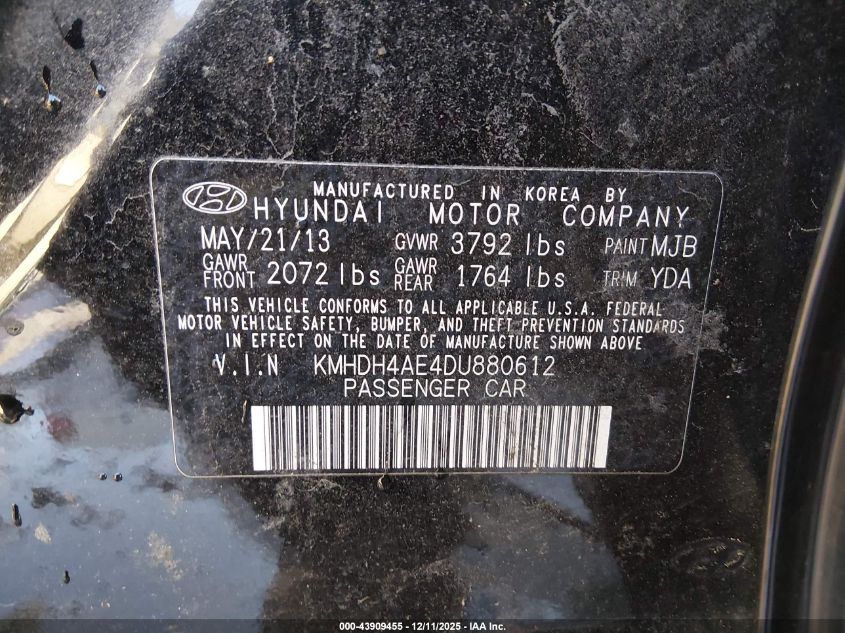 MANUFACTURED IN KOREA BY
HYUNDAI MOTOR COMPANY
MAY/21/13 GVWR 3792 lbs PAINT MJB
GAWR FRONT 2072 lbs GAWR REAR 1764 lbs TRIM YDA
THIS VEHICLE CONFORMS TO ALL APPLICABLE U.S.A. FEDERAL
MOTOR VEHICLE SAFETY, BUMPER, AND THEFT PREVENTION STANDARDS
IN EFFECT ON THE DATE OF MANUFACTURE SHOWN ABOVE
V.I.N KMHDH4AE4DU880612
PASSENGER CAR
000-43909455 - 12/11/2025 - IAA Inc.